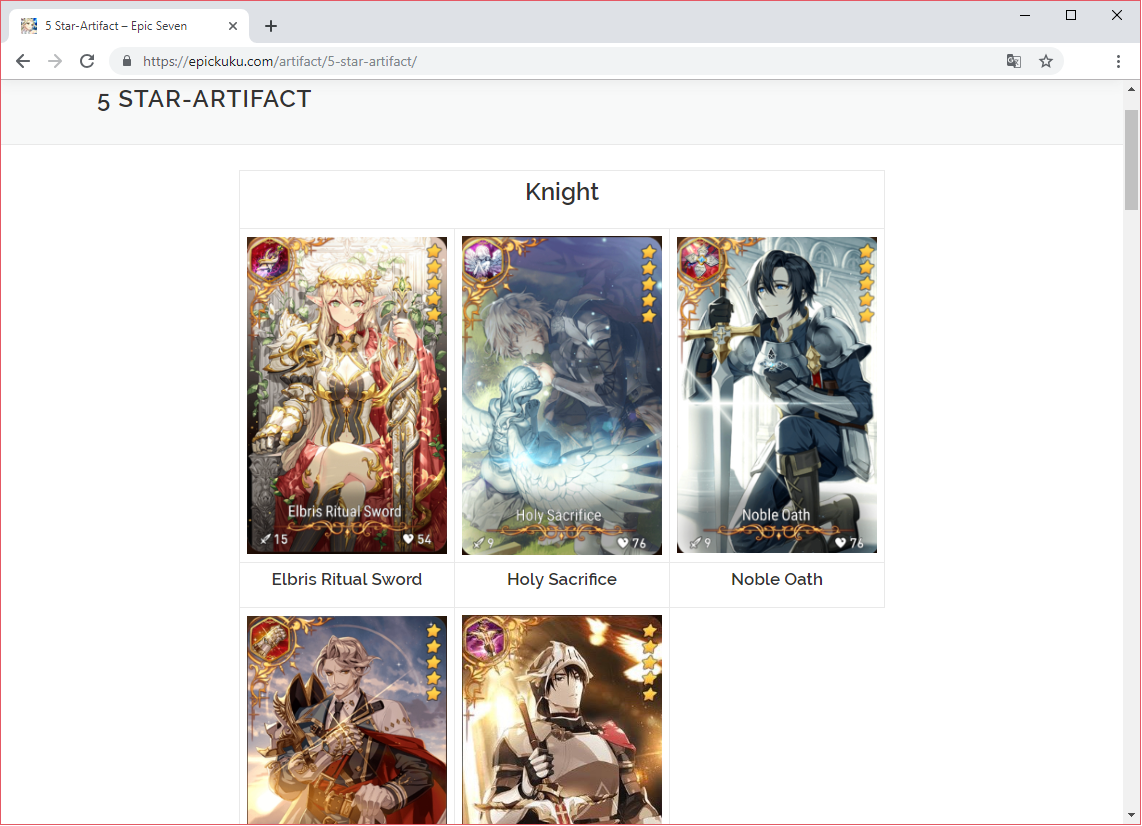 5 Star-Artifact – Epic Seven
https://epickuku.com/artifact/5-star-artifact/
5 STAR-ARTIFACT
Knight
Elbris Ritual Sword
15 54
Holy Sacrifice
9 76
Noble Oath
9 76
Elbris Ritual Sword
Holy Sacrifice
Noble Oath